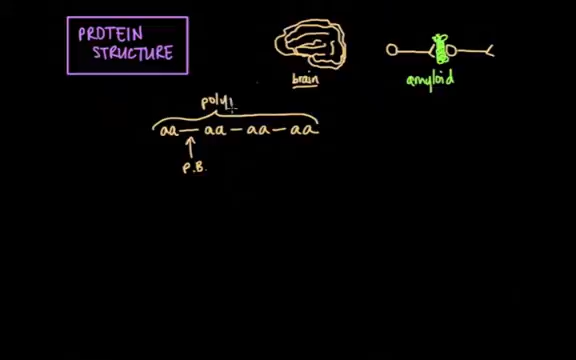 PROTEIN
STRUCTURE
brain
amyloid
poly
aa — aa – aa – aa
P.B.